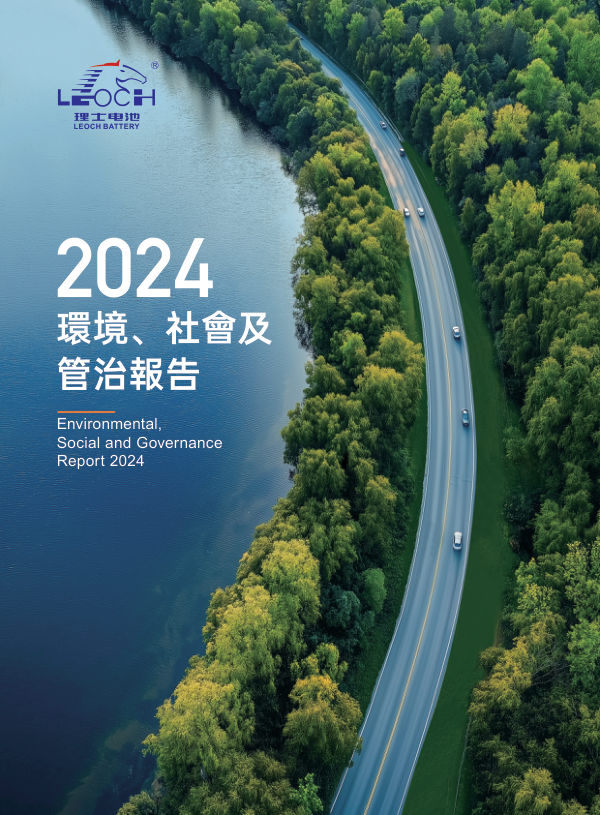 LEOCH®
理士电池
LEOCH BATTERY
2024
環境、社會及
管治報告
Environmental,
Social and Governance
Report 2024